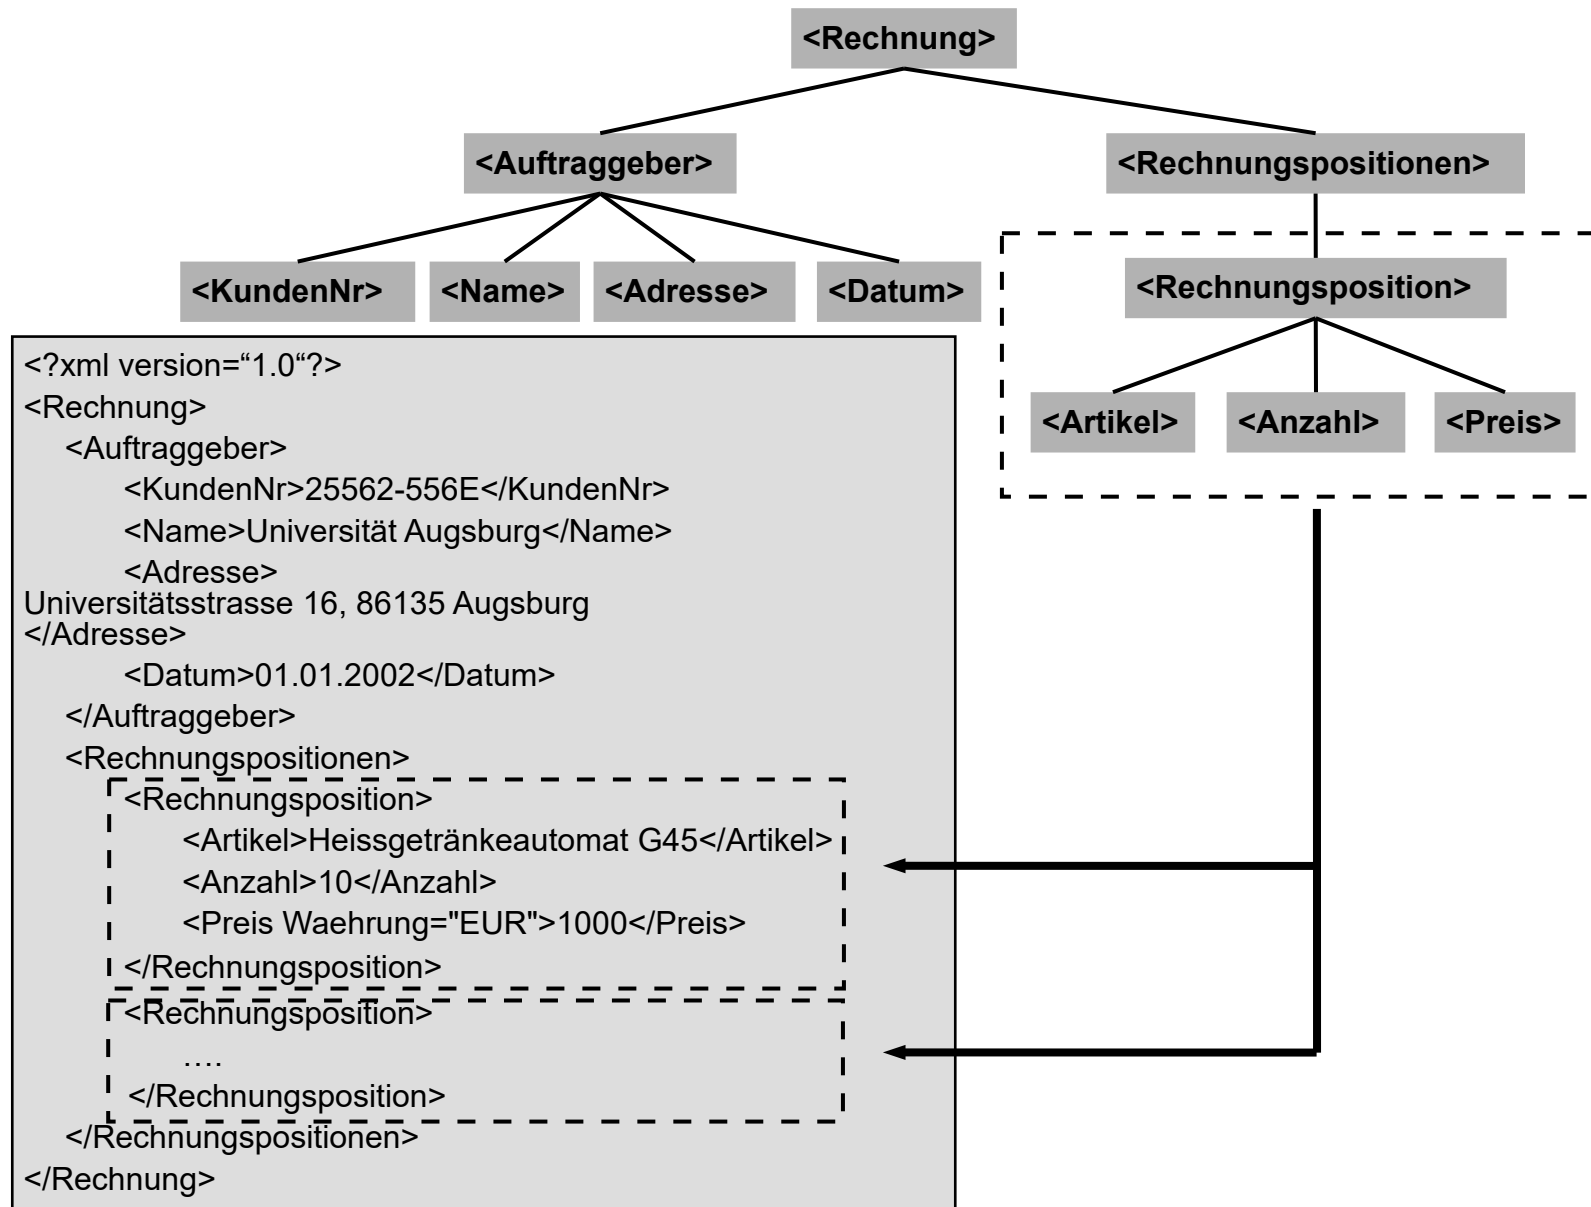 <Rechnung>
<Auftraggeber>
<Rechnungspositionen>
<KundenNr>
<Name>
<Adresse>
<Datum>
<Rechnungsposition>
<Artikel>
<Anzahl>
<Preis>
<?xml version=“1.0“?>
<Rechnung>
<Auftraggeber>
<KundenNr>25562-556E</KundenNr>
<Name>Universität Augsburg</Name>
<Adresse>
Universitätsstrasse 16, 86135 Augsburg
</Adresse>
<Datum>01.01.2002</Datum>
</Auftraggeber>
<Rechnungspositionen>
<Rechnungsposition>
<Artikel>Heissgetränkeautomat G45</Artikel>
<Anzahl>10</Anzahl>
<Preis Waehrung="EUR">1000</Preis>
</Rechnungsposition>
<Rechnungsposition>
….
</Rechnungsposition>
</Rechnungspositionen>
</Rechnung>